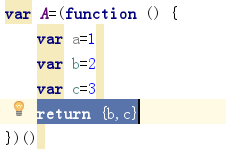 var A=(function () {
var a=1
var b=2
var c=3
return {b,c}
})()